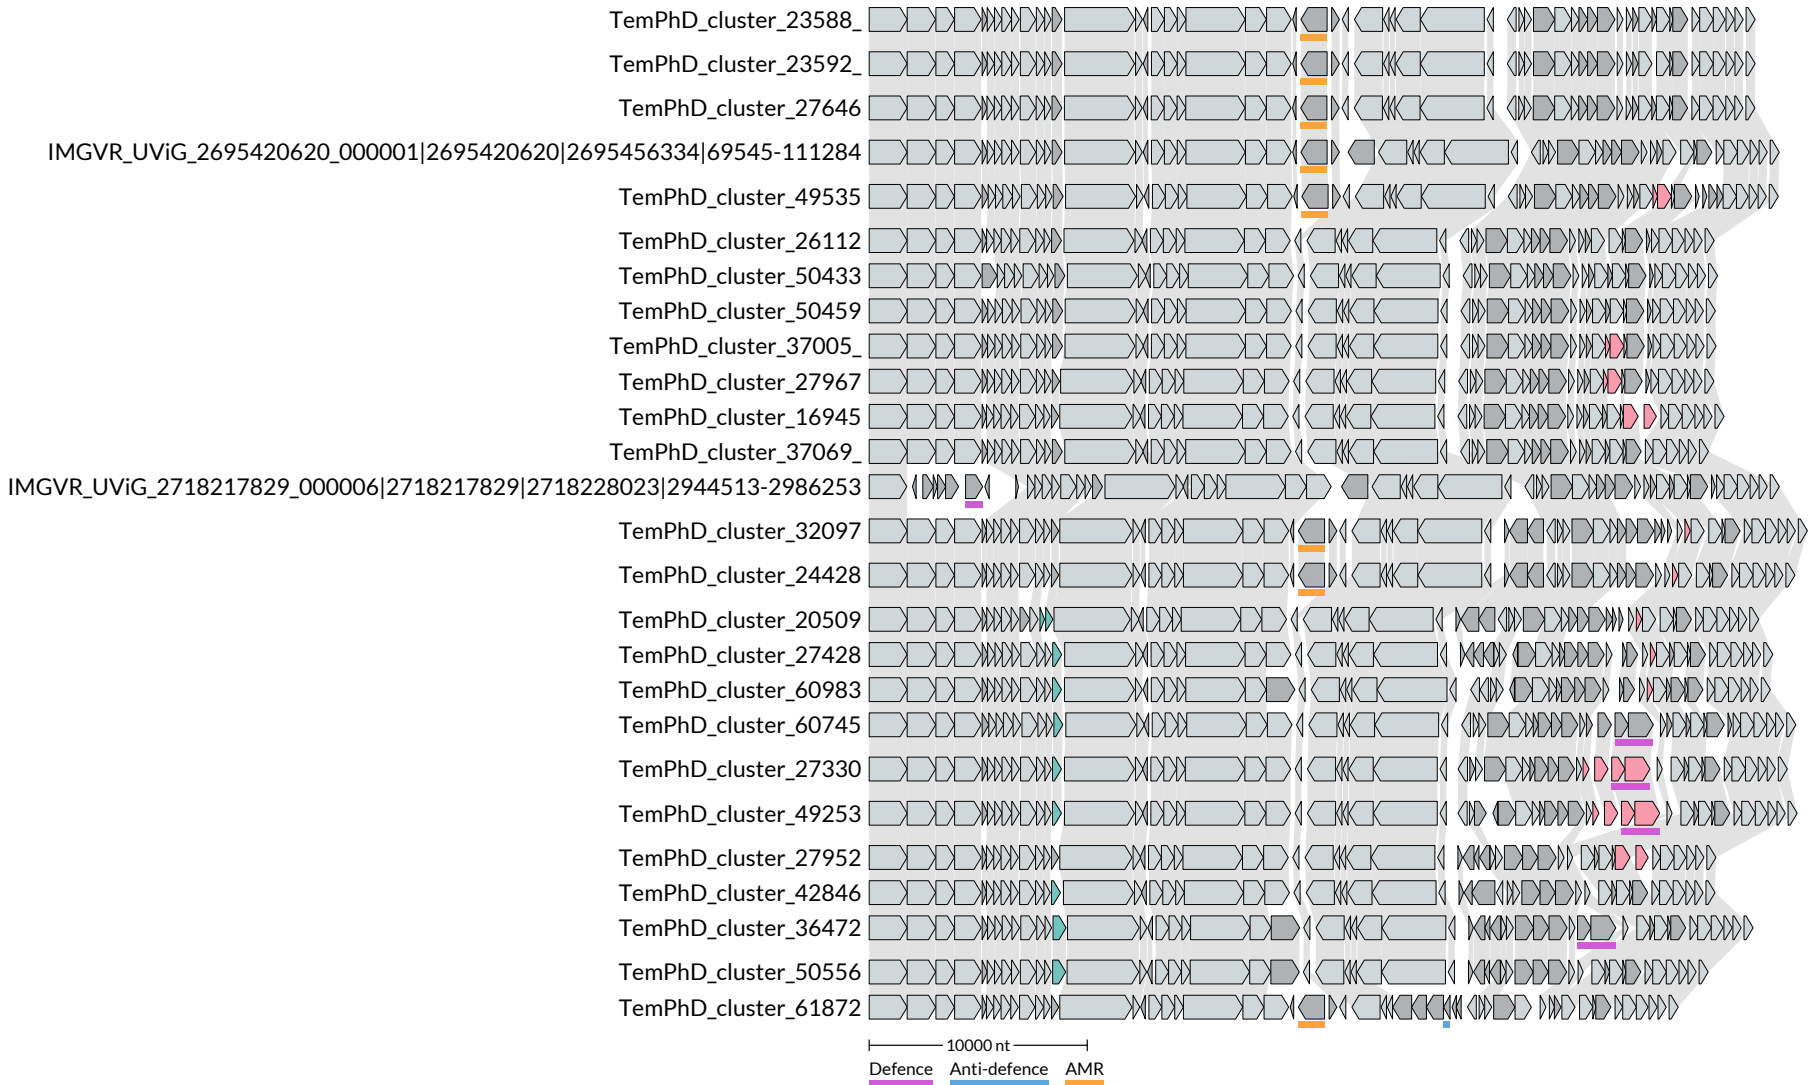 TemPhD_cluster_23588_
TemPhD_cluster_23592_
TemPhD_cluster_27646
IMGVR_UViG_2695420620_000001|2695420620|2695456334|69545-111284
TemPhD_cluster_49535
TemPhD_cluster_26112
TemPhD_cluster_50433
TemPhD_cluster_50459
TemPhD_cluster_37005_
TemPhD_cluster_27967
TemPhD_cluster_16945
TemPhD_cluster_37069_
IMGVR_UViG_2718217829_000006|2718217829|2718228023|2944513-2986253
TemPhD_cluster_32097
TemPhD_cluster_24428
TemPhD_cluster_20509
TemPhD_cluster_27428
TemPhD_cluster_60983
TemPhD_cluster_60745
TemPhD_cluster_27330
TemPhD_cluster_49253
TemPhD_cluster_27952
TemPhD_cluster_42846
TemPhD_cluster_36472
TemPhD_cluster_50556
TemPhD_cluster_61872
10000 nt
Defence Anti-defence AMR